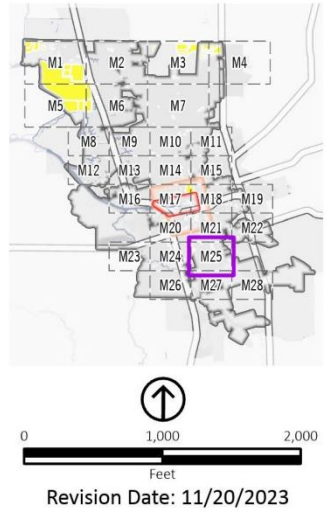 M1 M2 M3 M4
M5 M6 M7
M8 M9 M10 M11
M12 M13 M14 M15
M16 M17 M18 M19
M20 M21 M22
M23 M24 M25
M26 M27 M28
0 1,000 2,000
Feet
Revision Date: 11/20/2023